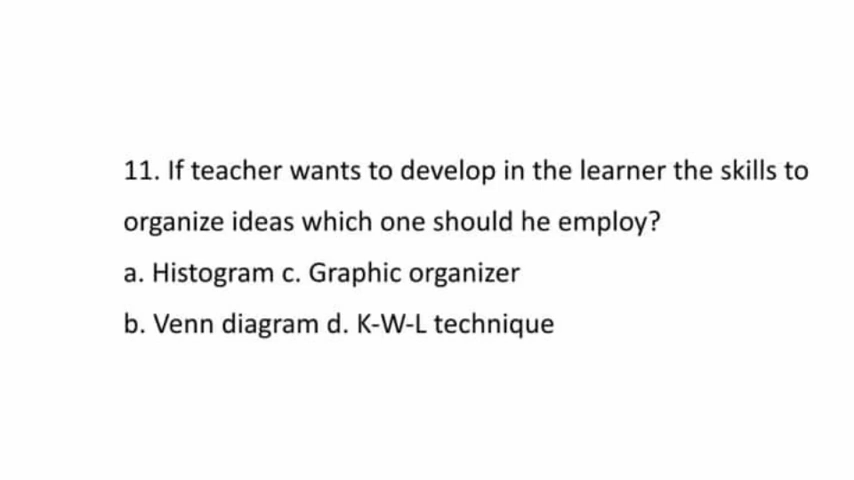 11. If teacher wants to develop in the learner the skills to
organize ideas which one should he employ?
a. Histogram c. Graphic organizer
b. Venn diagram d. K-W-L technique